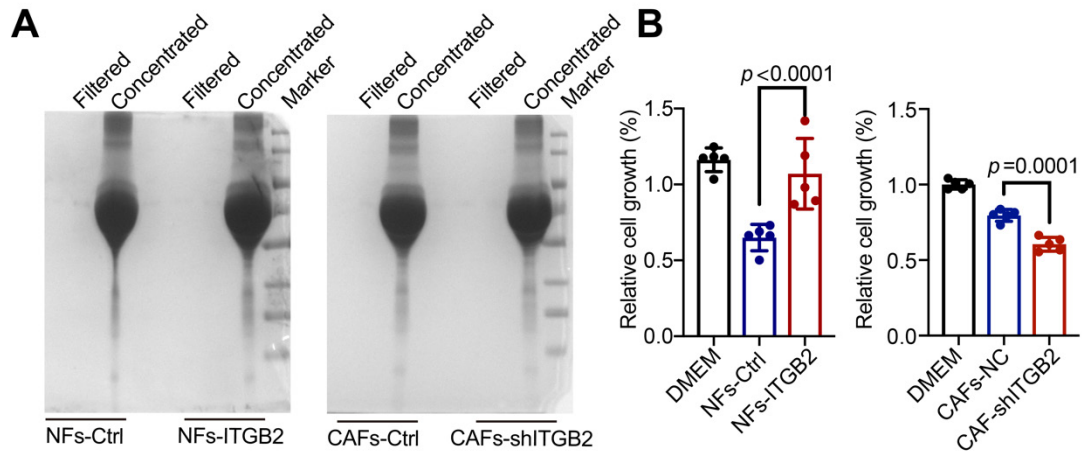 A
Filtered
Concentrated
Filtered
Concentrated
Marker
Filtered
Concentrated
Filtered
Concentrated
Marker
NFs-Ctrl
NFs-ITGB2
CAFs-Ctrl
CAFs-shITGB2
B
Relative cell growth (%)
1.5
1.0
0.5
0.0
p<0.0001
DMEM
NFs-Ctrl
NFs-ITGB2
Relative cell growth (%)
1.5
1.0
0.5
0.0
p=0.0001
DMEM
CAFs-NC
CAF-shITGB2